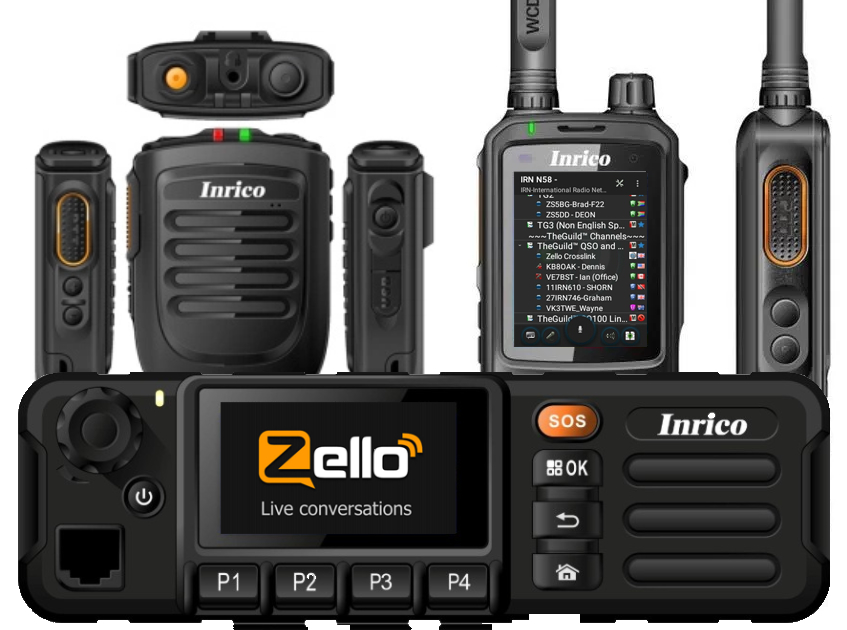 WCD
Inrico
Inrico
IRN N58 -
IRN-International Radio Net...
TG2
ZS5BG-Brad-F22
ZS5DD - DEON
TG3 (Non English Sp...
~~~TheGuild™ Channels~~~
TheGuild™ QSO and ...
Zello Crosslink
KB8OAK - Dennis
VE7BST - Ian (Office)
11IRN610 - SHORN
27IRN746-Graham
VK3TWE_Wayne
Zello
Live conversations
SOS
OK
Inrico
P1
P2
P3
P4